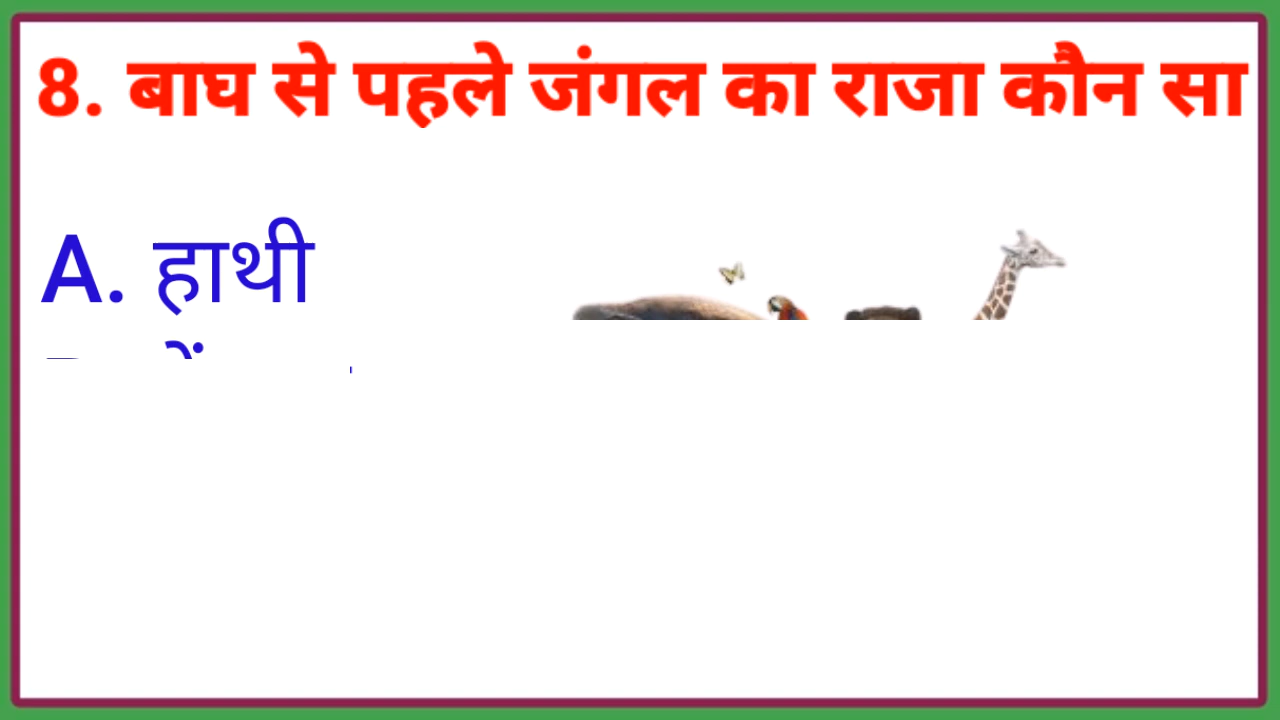 8. बाघ से पहले जंगल का राजा कौन सा
A. हाथी